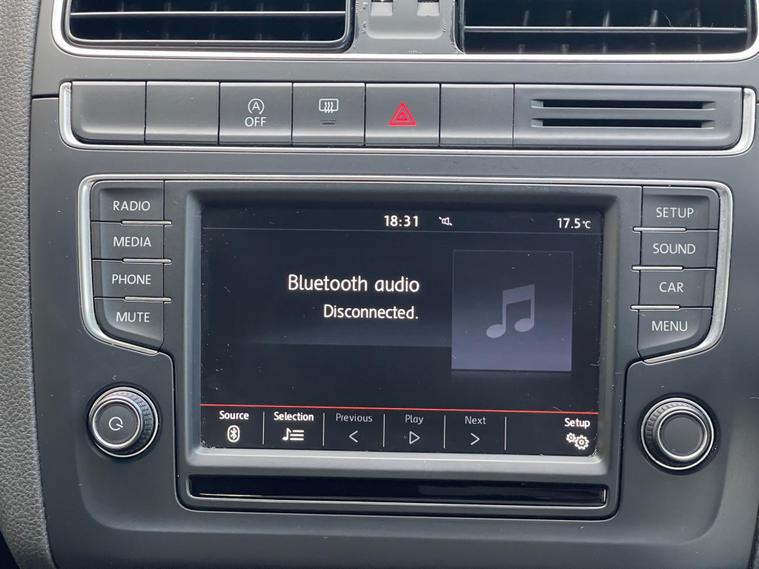 A
OFF
RADIO
MEDIA
PHONE
MUTE
18:31
17.5°C
Bluetooth audio
Disconnected.
Source
Selection
Previous
Play
Next
Setup
SETUP
SOUND
CAR
MENU